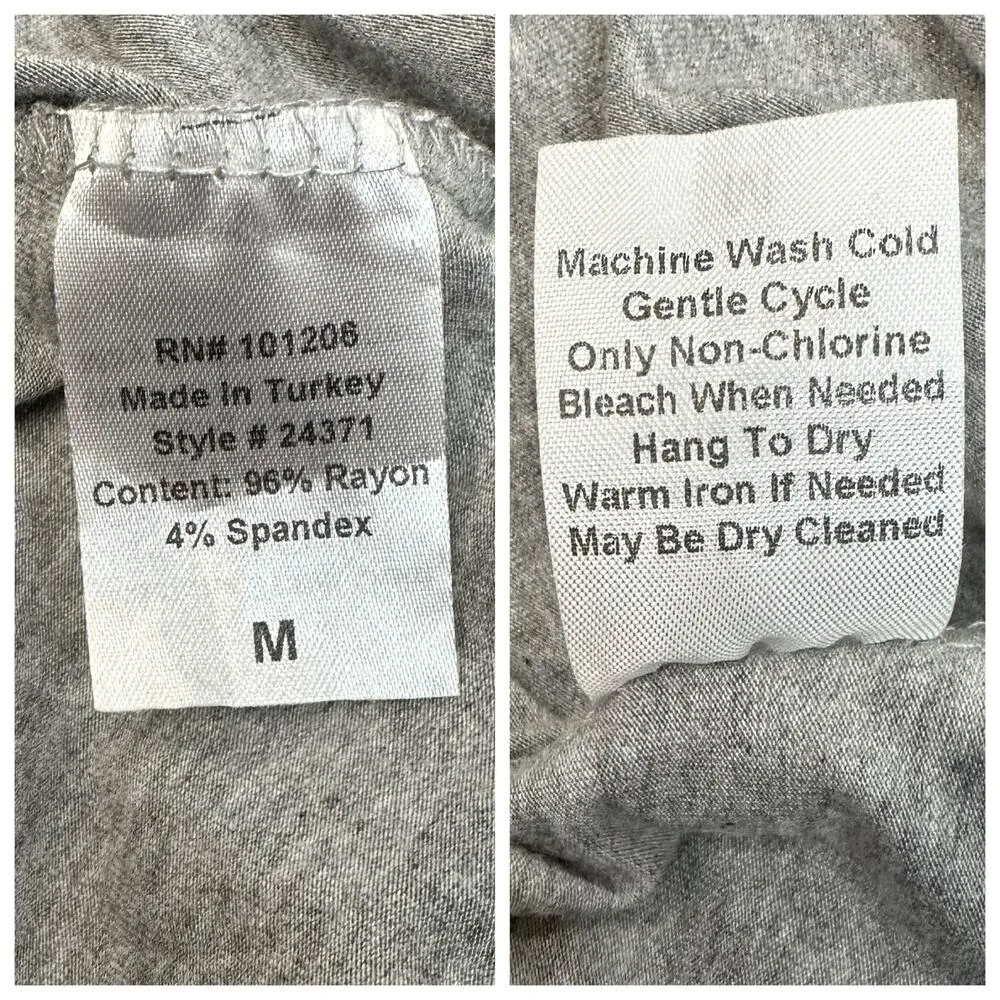 RN# 101206
Made In Turkey
Style # 24371
Content: 96% Rayon
4% Spandex
M
Machine Wash Cold
Gentle Cycle
Only Non-Chlorine
Bleach When Needed
Hang To Dry
Warm Iron If Needed
May Be Dry Cleaned